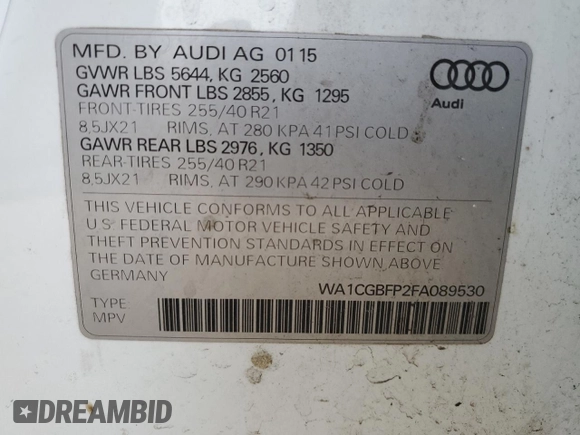 MFD. BY AUDI AG 01 15
GVWR LBS 5644, KG 2560
GAWR FRONT LBS 2855, KG 1295
FRONT-TIRES 255/40 R21
8,5JX21 RIMS, AT 280 KPA 41 PSI COLD
GAWR REAR LBS 2976, KG 1350
REAR-TIRES 255/40 R21
8,5JX21 RIMS, AT 290 KPA 42 PSI COLD
Audi
THIS VEHICLE CONFORMS TO ALL APPLICABLE
U.S. FEDERAL MOTOR VEHICLE SAFETY AND
THEFT PREVENTION STANDARDS IN EFFECT ON
THE DATE OF MANUFACTURE SHOWN ABOVE
GERMANY
WA1CGBFP2FA089530
TYPE
MPV
DREAMBID